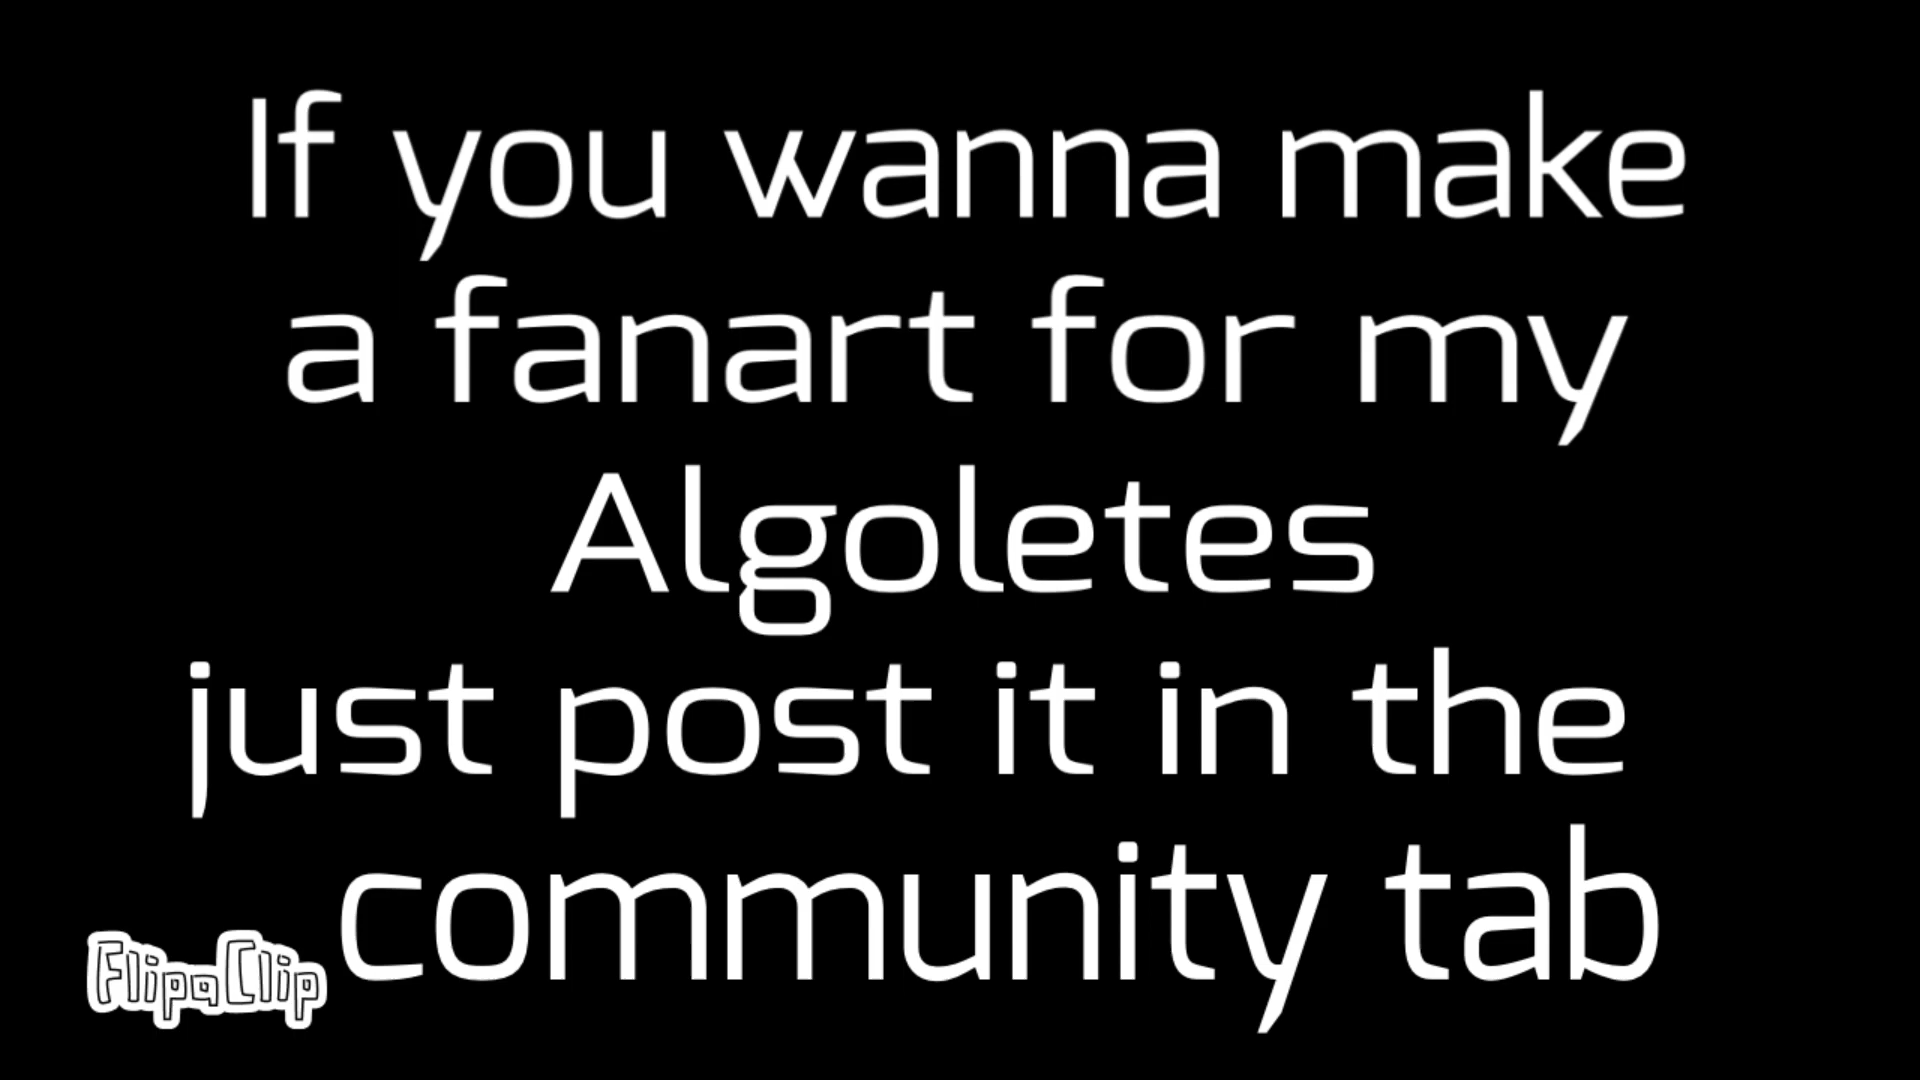 If you wanna make
a fanart for my
Algoletes
just post it in the
community tab
FlipaClip